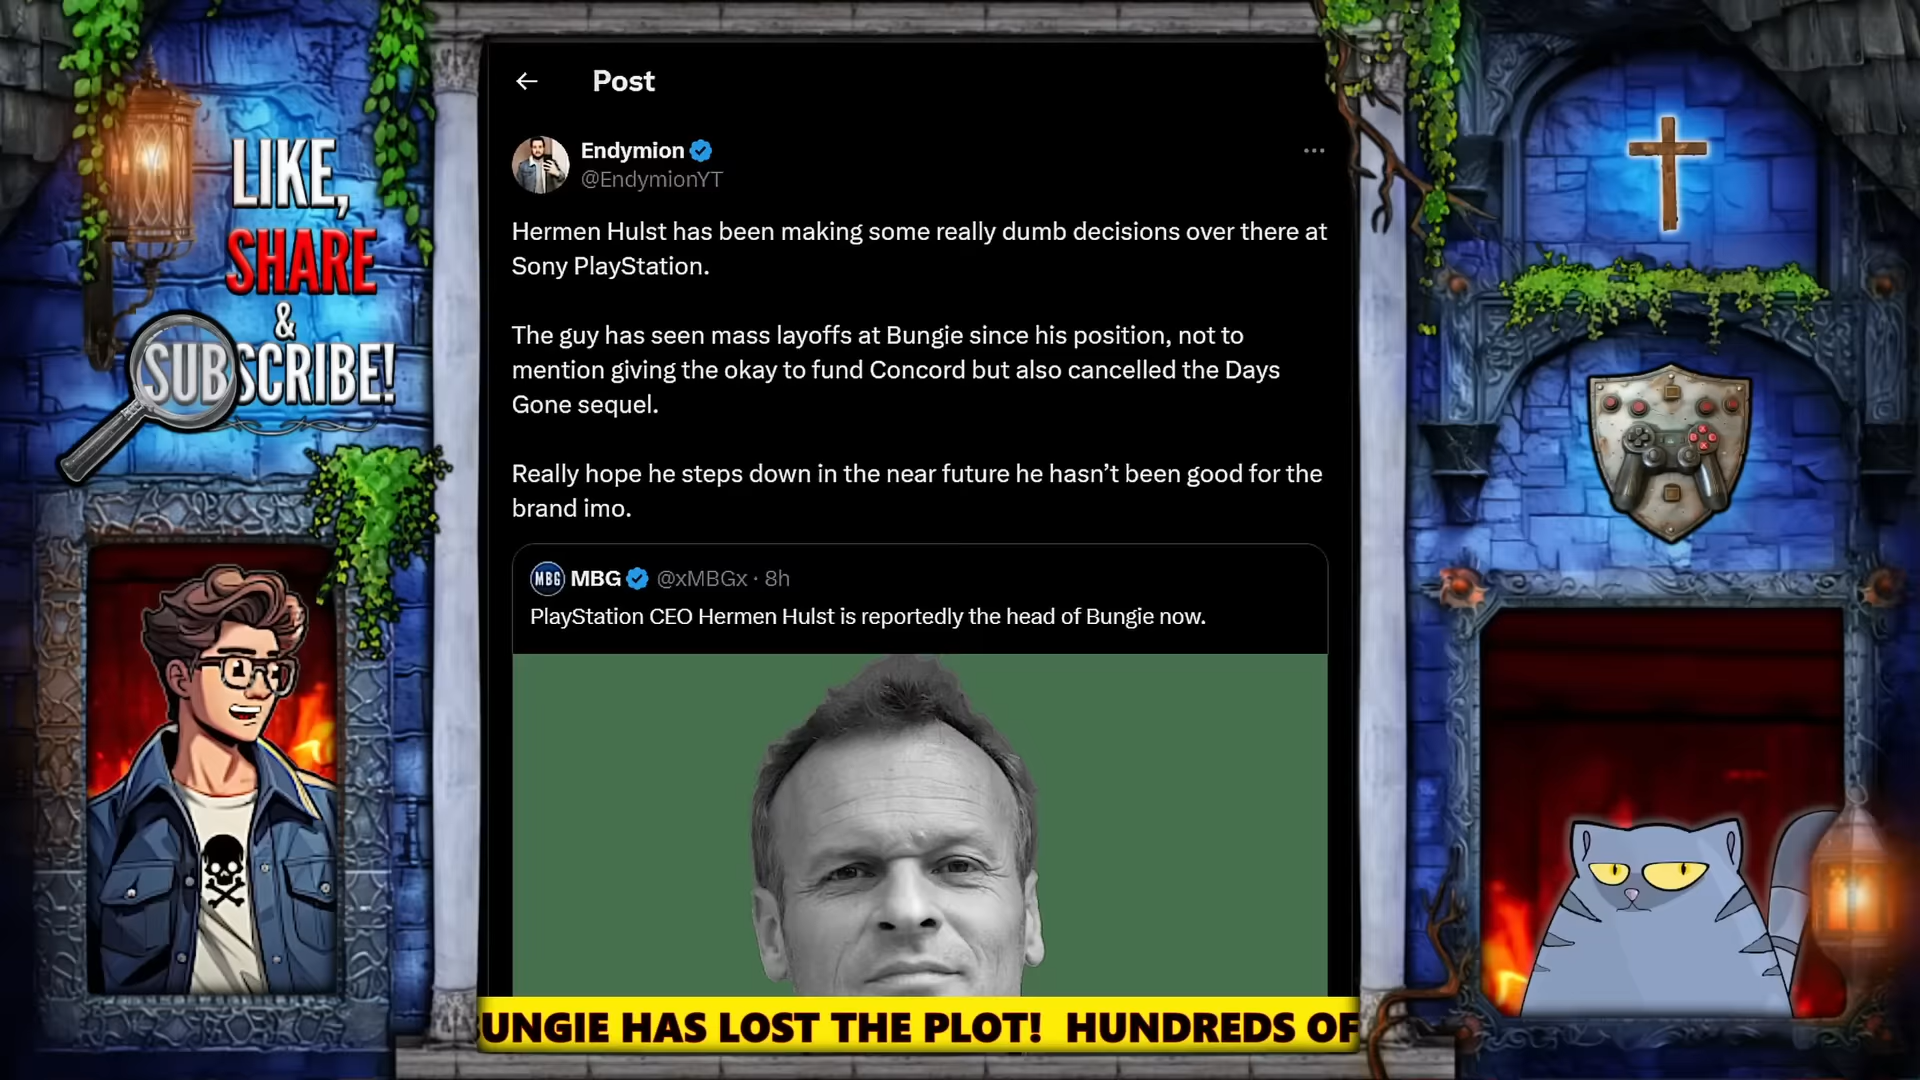 LIKE,
SHARE
&
SUBSCRIBE!
Post
Endymion
@EndymionYT
Hermen Hulst has been making some really dumb decisions over there at
Sony PlayStation.
The guy has seen mass layoffs at Bungie since his position, not to
mention giving the okay to fund Concord but also cancelled the Days
Gone sequel.
Really hope he steps down in the near future he hasn’t been good for the
brand imo.
MBG MBG @xMBGx · 8h
PlayStation CEO Hermen Hulst is reportedly the head of Bungie now.
UNGIE HAS LOST THE PLOT! HUNDREDS OF